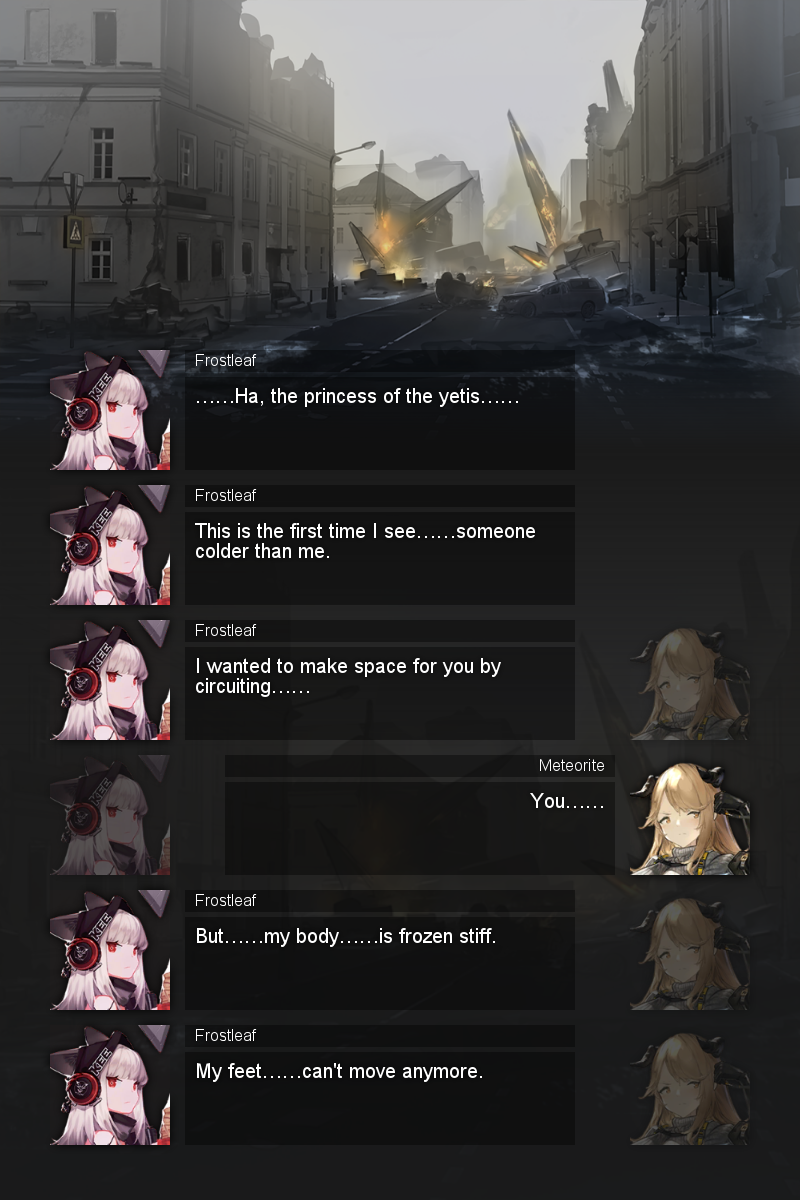 Frostleaf
……Ha, the princess of the yetis……
Frostleaf
This is the first time I see……someone
colder than me.
Frostleaf
I wanted to make space for you by
circuiting……
Meteorite
You……
Frostleaf
But……my body……is frozen stiff.
Frostleaf
My feet……can't move anymore.